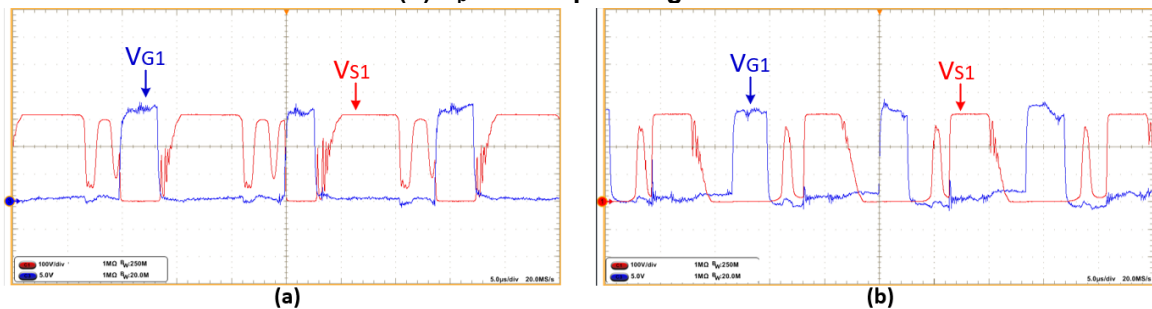 VG1
VS1
100V/div 1MΩ BW:250M
5.0V 1MΩ BW:20.0M
5.0µs/div 20.0MS/s
(a)
VG1
VS1
100V/div 1MΩ BW:250M
5.0V 1MΩ BW:20.0M
5.0µs/div 20.0MS/s
(b)